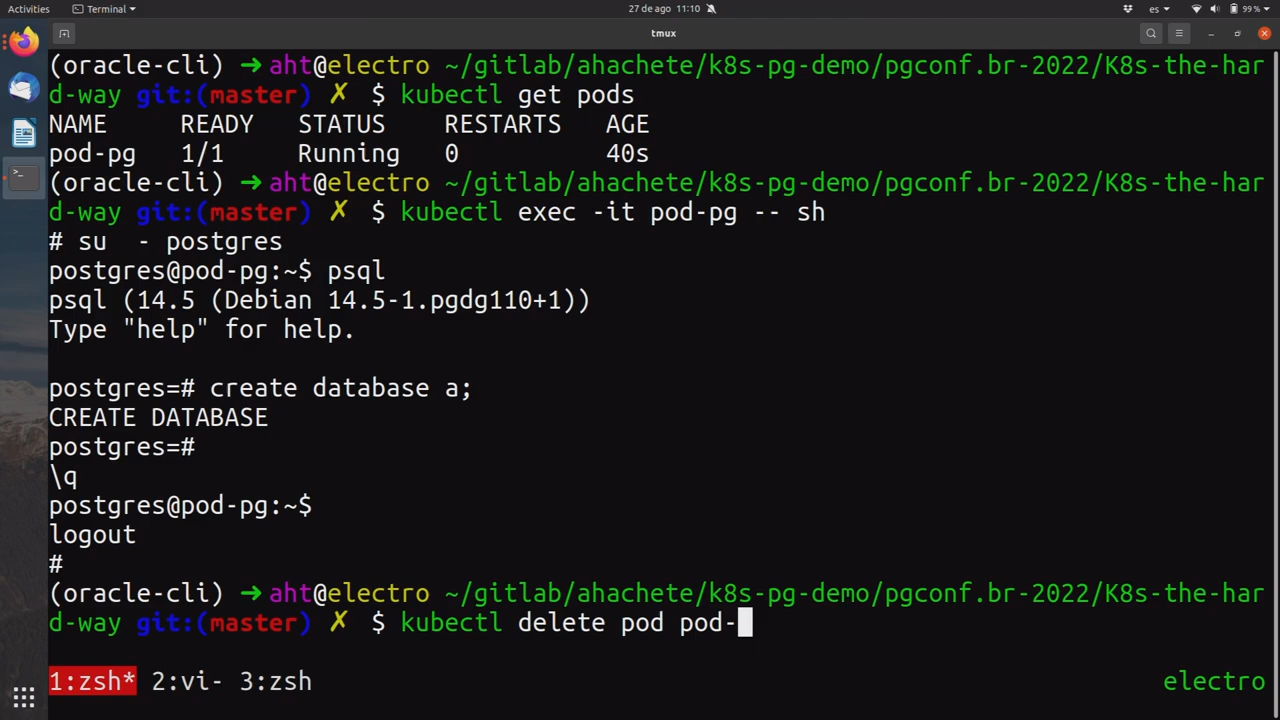 Activities
Terminal
27 de ago 11:10
es
99 %
tmux
(oracle-cli) ➜ aht@electro ~/gitlab/ahachete/k8s-pg-demo/pgconf.br-2022/K8s-the-har
d-way git:(master) ✗ $ kubectl get pods
NAME READY STATUS RESTARTS AGE
pod-pg 1/1 Running 0 40s
(oracle-cli) ➜ aht@electro ~/gitlab/ahachete/k8s-pg-demo/pgconf.br-2022/K8s-the-har
d-way git:(master) ✗ $ kubectl exec -it pod-pg -- sh
# su  - postgres
postgres@pod-pg:~$ psql
psql (14.5 (Debian 14.5-1.pgdg110+1))
Type "help" for help.
postgres=# create database a;
CREATE DATABASE
postgres=#
\q
postgres@pod-pg:~$
logout
#
(oracle-cli) ➜ aht@electro ~/gitlab/ahachete/k8s-pg-demo/pgconf.br-2022/K8s-the-har
d-way git:(master) ✗ $ kubectl delete pod pod-
1:zsh* 2:vi- 3:zsh
electro